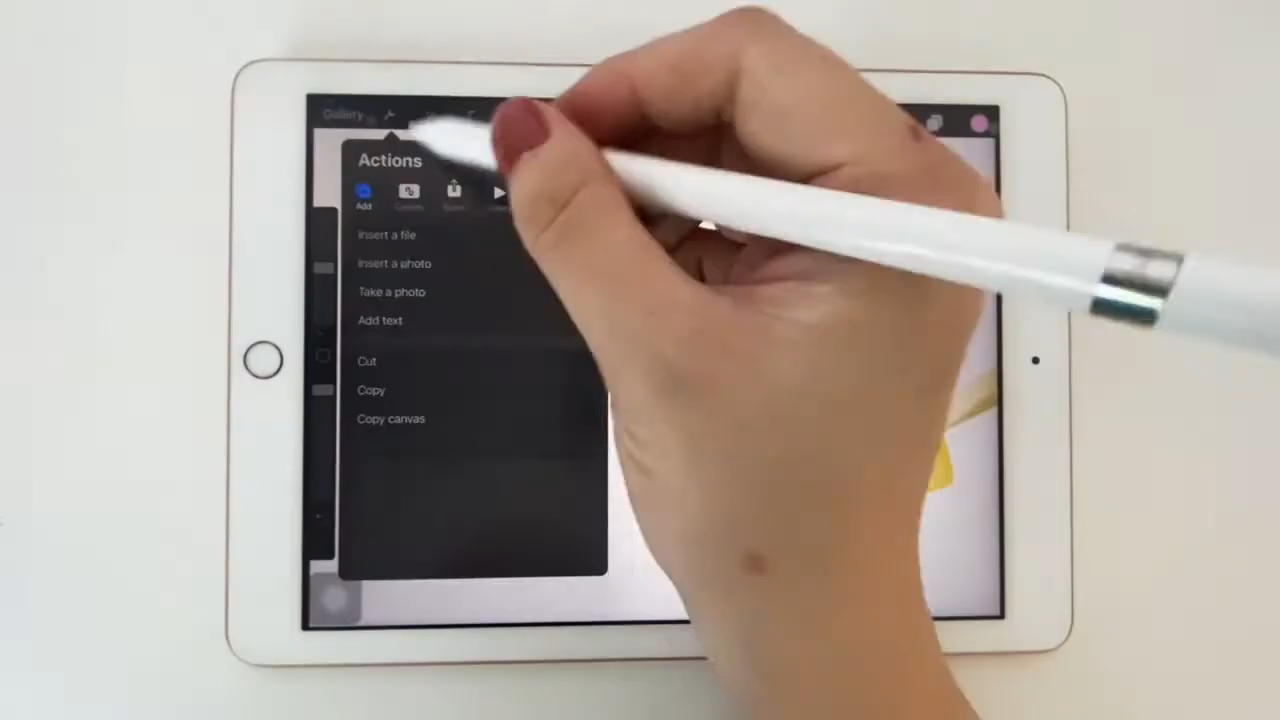 Gallery
Actions
Add
Insert a file
Insert a photo
Take a photo
Add text
Cut
Copy
Copy canvas